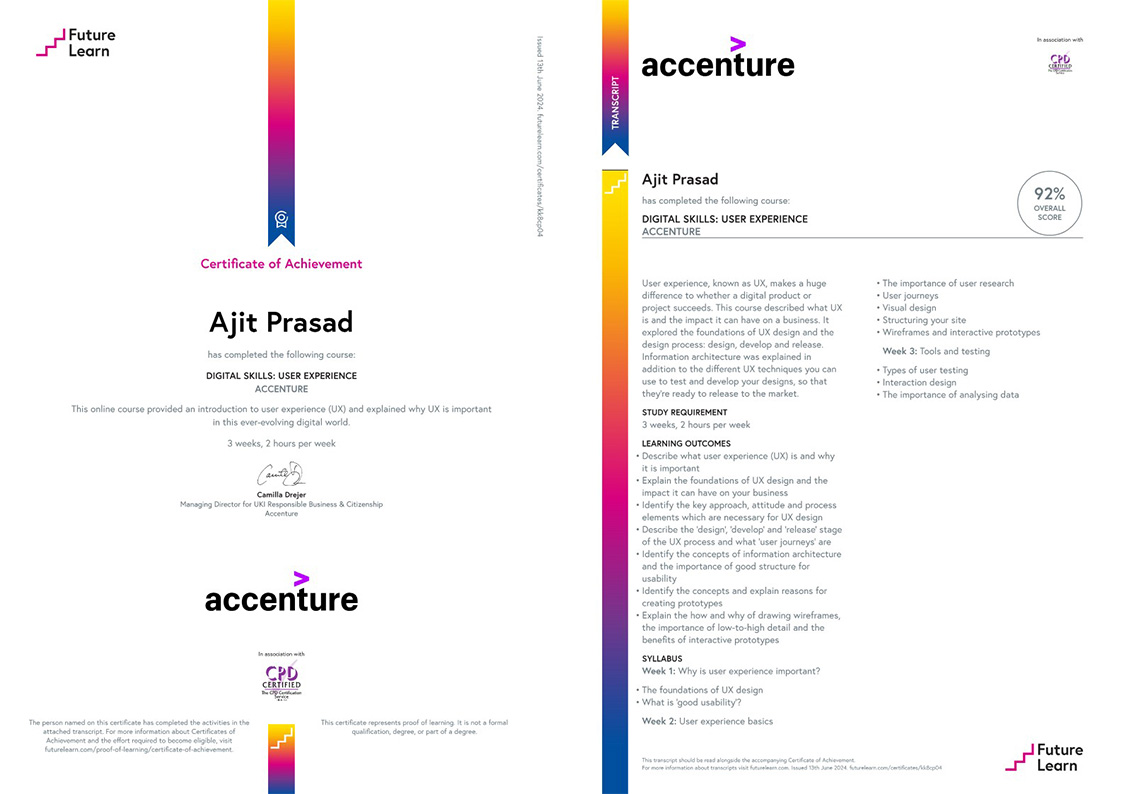 Future
Learn
Issued 13th June 2024. futurelearn.com/certificates/kk8cp04
Certificate of Achievement
Ajit Prasad
has completed the following course:
DIGITAL SKILLS: USER EXPERIENCE
ACCENTURE
This online course provided an introduction to user experience (UX) and explained why UX is important
in this ever-evolving digital world.
3 weeks, 2 hours per week
Camilla Drejer
Managing Director for UKI Responsible Business & Citizenship
Accenture
accenture
In association with
CPD
CERTIFIED
The CPD Certification
Service
The person named on this certificate has completed the activities in the
attached transcript. For more information about Certificates of
Achievement and the effort required to become eligible, visit
futurelearn.com/proof-of-learning/certificate-of-achievement.
This certificate represents proof of learning. It is not a formal
qualification, degree, or part of a degree.
TRANSCRIPT
accenture
In association with
CPD
CERTIFIED
Ajit Prasad
has completed the following course:
DIGITAL SKILLS: USER EXPERIENCE
ACCENTURE
92%
OVERALL
SCORE
User experience, known as UX, makes a huge
difference to whether a digital product or
project succeeds. This course described what UX
is and the impact it can have on a business. It
explored the foundations of UX design and the
design process: design, develop and release.
Information architecture was explained in
addition to the different UX techniques you can
use to test and develop your designs, so that
they're ready to release to the market.
STUDY REQUIREMENT
3 weeks, 2 hours per week
LEARNING OUTCOMES
• Describe what user experience (UX) is and why
it is important
• Explain the foundations of UX design and the
impact it can have on your business
• Identify the key approach, attitude and process
elements which are necessary for UX design
• Describe the 'design', 'develop' and 'release' stage
of the UX process and what 'user journeys' are
• Identify the concepts of information architecture
and the importance of good structure for
usability
• Identify the concepts and explain reasons for
creating prototypes
• Explain the how and why of drawing wireframes,
the importance of low-to-high detail and the
benefits of interactive prototypes
SYLLABUS
Week 1: Why is user experience important?
• The foundations of UX design
• What is 'good usability'?
Week 2: User experience basics
• The importance of user research
• User journeys
• Visual design
• Structuring your site
• Wireframes and interactive prototypes
Week 3: Tools and testing
• Types of user testing
• Interaction design
• The importance of analysing data
This transcript should be read alongside the accompanying Certificate of Achievement.
For more information about transcripts visit futurelearn.com. Issued 13th June 2024. futurelearn.com/certificates/kk8cp04
Future
Learn